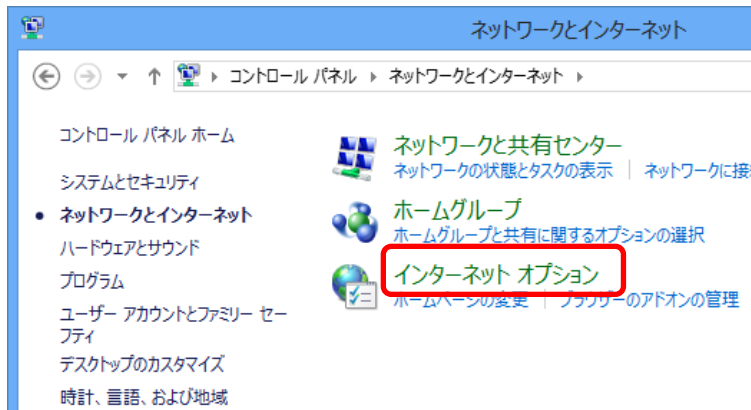 ネットワークとインターネット
コントロール パネル ▸ ネットワークとインターネット ▸
コントロール パネル ホーム
システムとセキュリティ
• ネットワークとインターネット
ハードウェアとサウンド
プログラム
ユーザー アカウントとファミリー セー
フティ
デスクトップのカスタマイズ
時計、言語、および地域
ネットワークと共有センター
ネットワークの状態とタスクの表示 | ネットワークに接
ホームグループ
ホームグループと共有に関するオプションの選択
インターネット オプション
ホームページの変更 | ブラウザーのアドオンの管理